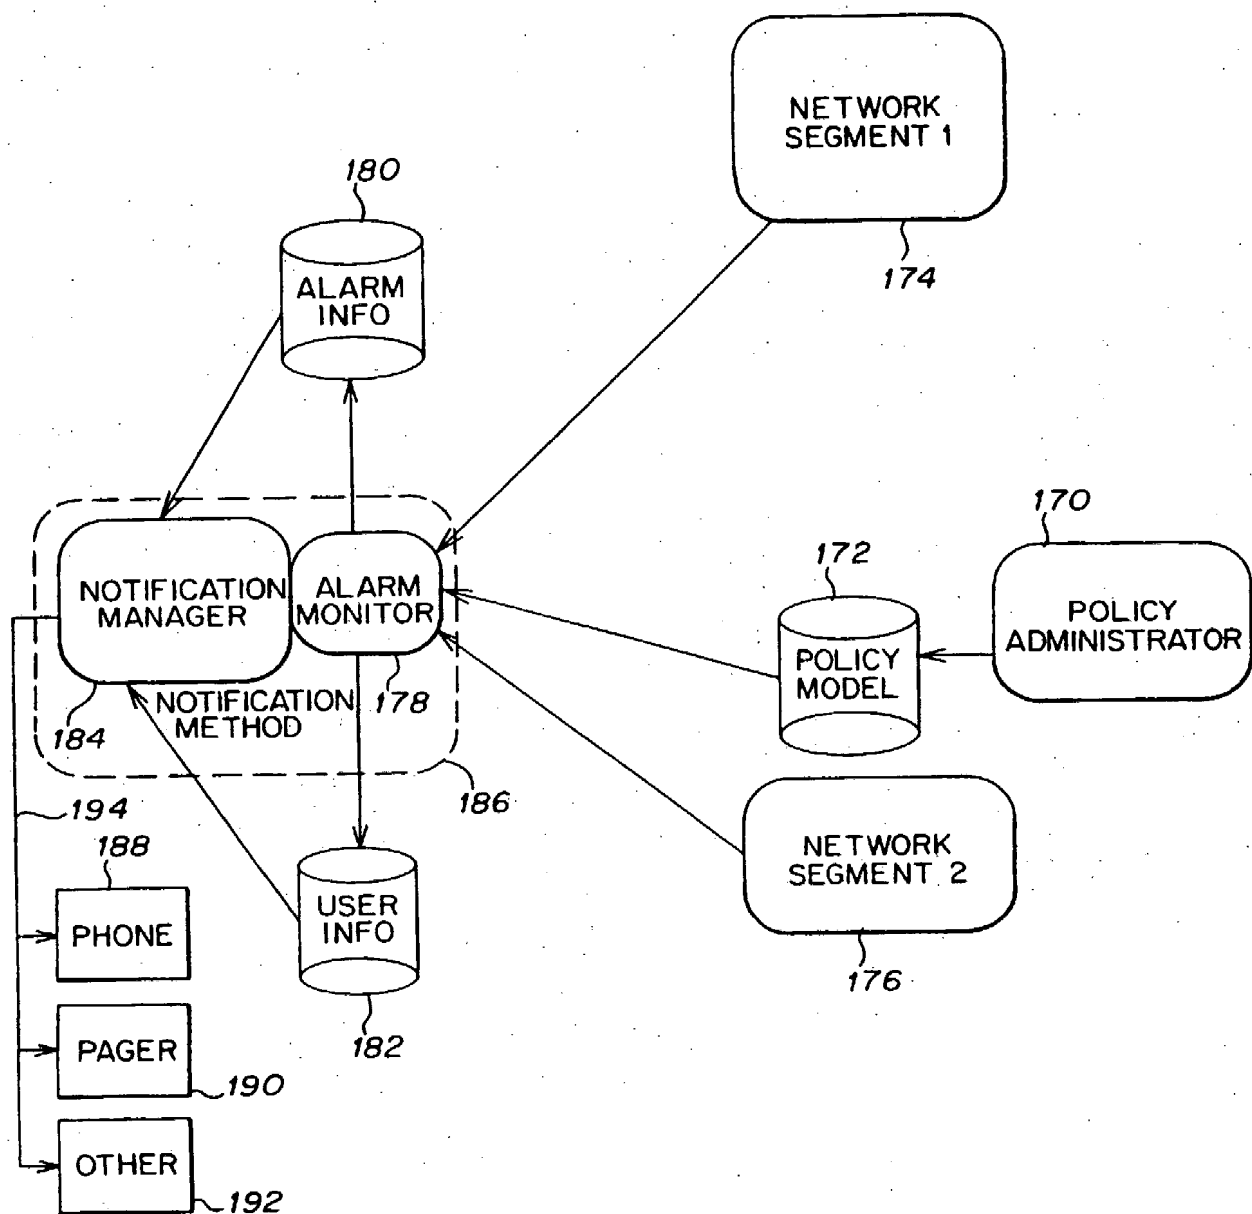 NETWORK
SEGMENT 1
174
180
ALARM
INFO
170
172
POLICY
ADMINISTRATOR
POLICY
MODEL
NOTIFICATION
MANAGER
ALARM
MONITOR
178
NOTIFICATION
METHOD
184
186
194
NETWORK
SEGMENT 2
176
188
PHONE
USER
INFO
182
PAGER
190
OTHER
192